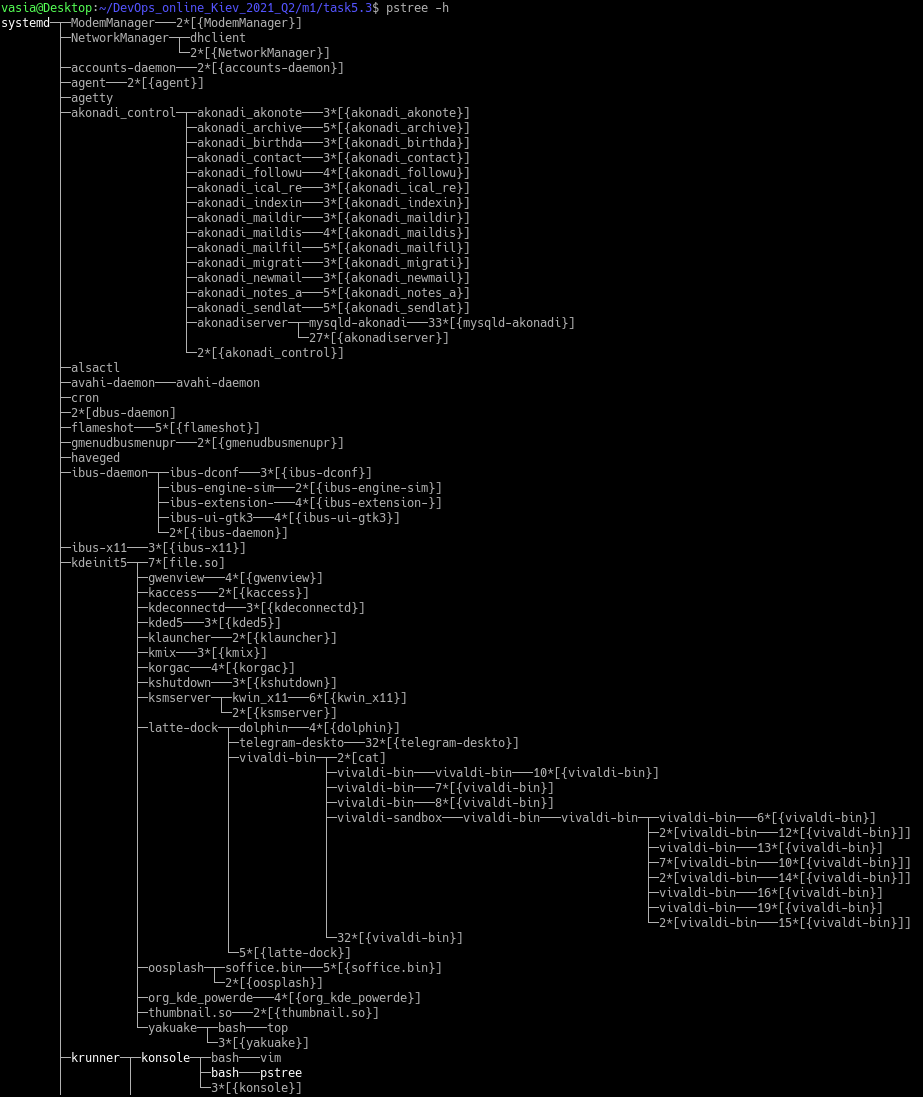 vasia@Desktop:~/DevOps_online_Kiev_2021_Q2/m1/task5.3$ pstree -h
systemd─┬─ModemManager───2*[{ModemManager}]
        ├─NetworkManager─┬─dhclient
        │                └─2*[{NetworkManager}]
        ├─accounts-daemon───2*[{accounts-daemon}]
        ├─agent───2*[{agent}]
        ├─agetty
        ├─akonadi_control─┬─akonadi_akonote───3*[{akonadi_akonote}]
        │                 ├─akonadi_archive───5*[{akonadi_archive}]
        │                 ├─akonadi_birthda───3*[{akonadi_birthda}]
        │                 ├─akonadi_contact───3*[{akonadi_contact}]
        │                 ├─akonadi_followu───4*[{akonadi_followu}]
        │                 ├─akonadi_ical_re───3*[{akonadi_ical_re}]
        │                 ├─akonadi_indexin───3*[{akonadi_indexin}]
        │                 ├─akonadi_maildir───3*[{akonadi_maildir}]
        │                 ├─akonadi_maildis───4*[{akonadi_maildis}]
        │                 ├─akonadi_mailfil───5*[{akonadi_mailfil}]
        │                 ├─akonadi_migrati───3*[{akonadi_migrati}]
        │                 ├─akonadi_newmail───3*[{akonadi_newmail}]
        │                 ├─akonadi_notes_a───5*[{akonadi_notes_a}]
        │                 ├─akonadi_sendlat───5*[{akonadi_sendlat}]
        │                 ├─akonadiserver─┬─mysqld-akonadi───33*[{mysqld-akonadi}]
        │                 │               └─27*[{akonadiserver}]
        │                 └─2*[{akonadi_control}]
        ├─alsactl
        ├─avahi-daemon───avahi-daemon
        ├─cron
        ├─2*[dbus-daemon]
        ├─flameshot───5*[{flameshot}]
        ├─gmenudbusmenupr───2*[{gmenudbusmenupr}]
        ├─haveged
        ├─ibus-daemon─┬─ibus-dconf───3*[{ibus-dconf}]
        │             ├─ibus-engine-sim───2*[{ibus-engine-sim}]
        │             ├─ibus-extension-───4*[{ibus-extension-}]
        │             ├─ibus-ui-gtk3───4*[{ibus-ui-gtk3}]
        │             └─2*[{ibus-daemon}]
        ├─ibus-x11───3*[{ibus-x11}]
        ├─kdeinit5─┬─7*[file.so]
        │          ├─gwenview───4*[{gwenview}]
        │          ├─kaccess───2*[{kaccess}]
        │          ├─kdeconnectd───3*[{kdeconnectd}]
        │          ├─kded5───3*[{kded5}]
        │          ├─klauncher───2*[{klauncher}]
        │          ├─kmix───3*[{kmix}]
        │          ├─korgac───4*[{korgac}]
        │          ├─kshutdown───3*[{kshutdown}]
        │          ├─ksmserver─┬─kwin_x11───6*[{kwin_x11}]
        │          │           └─2*[{ksmserver}]
        │          ├─latte-dock─┬─dolphin───4*[{dolphin}]
        │          │            ├─telegram-deskto───32*[{telegram-deskto}]
        │          │            ├─vivaldi-bin─┬─2*[cat]
        │          │            │             ├─vivaldi-bin───vivaldi-bin───10*[{vivaldi-bin}]
        │          │            │             ├─vivaldi-bin───7*[{vivaldi-bin}]
        │          │            │             ├─vivaldi-bin───8*[{vivaldi-bin}]
        │          │            │             ├─vivaldi-sandbox───vivaldi-bin───vivaldi-bin─┬─vivaldi-bin───6*[{vivaldi-bin}]
        │          │            │             │                                             ├─2*[vivaldi-bin───12*[{vivaldi-bin}]]
        │          │            │             │                                             ├─vivaldi-bin───13*[{vivaldi-bin}]
        │          │            │             │                                             ├─7*[vivaldi-bin───10*[{vivaldi-bin}]]
        │          │            │             │                                             ├─2*[vivaldi-bin───14*[{vivaldi-bin}]]
        │          │            │             │                                             ├─vivaldi-bin───16*[{vivaldi-bin}]
        │          │            │             │                                             ├─vivaldi-bin───19*[{vivaldi-bin}]
        │          │            │             │                                             └─2*[vivaldi-bin───15*[{vivaldi-bin}]]
        │          │            │             └─32*[{vivaldi-bin}]
        │          │            └─5*[{latte-dock}]
        │          ├─oosplash─┬─soffice.bin───5*[{soffice.bin}]
        │          │          └─2*[{oosplash}]
        │          ├─org_kde_powerde───4*[{org_kde_powerde}]
        │          ├─thumbnail.so───2*[{thumbnail.so}]
        │          └─yakuake─┬─bash───top
        │                    └─3*[{yakuake}]
        ├─krunner─┬─konsole─┬─bash───vim
        │         │         ├─bash───pstree
        │         │         └─3*[{konsole}]